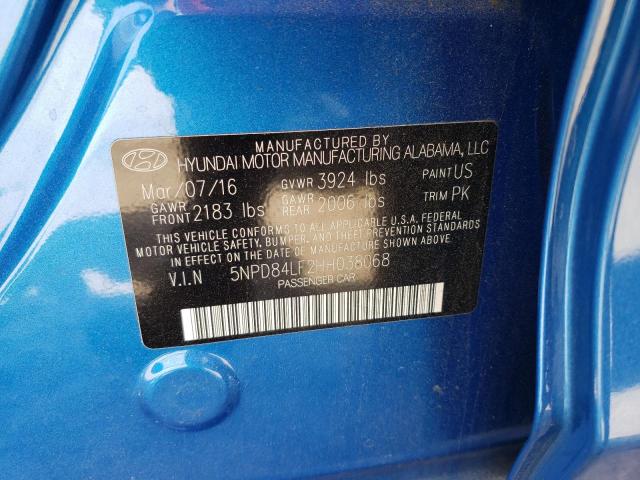 MANUFACTURED BY
HYUNDAI MOTOR MANUFACTURING ALABAMA, LLC
Mar/07/16 GVWR 3924 lbs PAINT US
GAWR FRONT 2183 lbs GAWR REAR 2006 lbs TRIM PK
THIS VEHICLE CONFORMS TO ALL APPLICABLE U.S.A. FEDERAL
MOTOR VEHICLE SAFETY, BUMPER, AND THEFT PREVENTION STANDARDS
IN EFFECT ON THE DATE OF MANUFACTURE SHOWN ABOVE.
V.I.N 5NPD84LF2HH038068
PASSENGER CAR